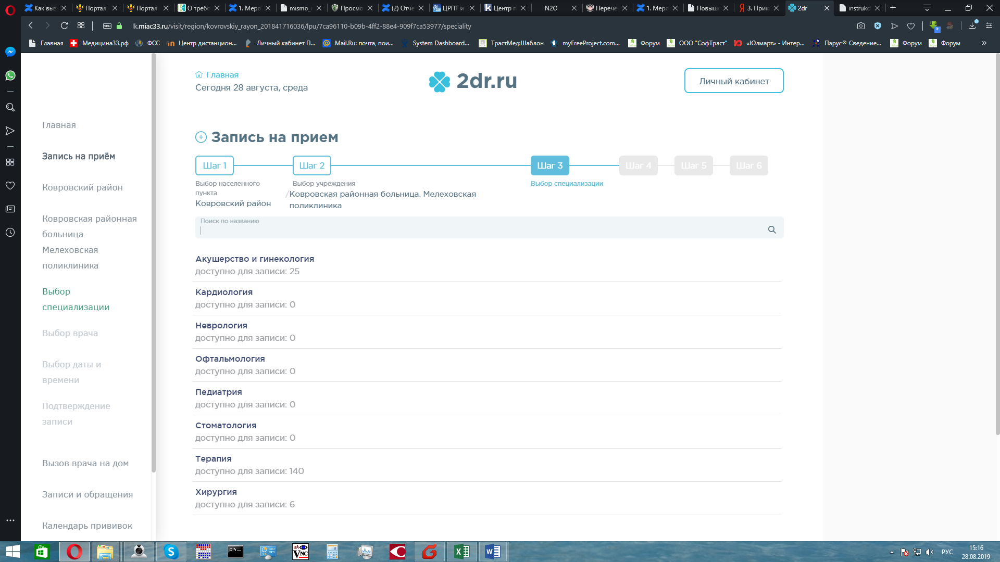 Как вызв
Портал
Портал
О требо
1. Меро
mismo_r
Просмо
(2) Отче
ЦРПТ и
Центр п
N2O
Перече
1. Меро
Повыш
3. Прик
2dr
instrukc
VPN
lk.miac33.ru/visit/region/kovrovskiy_rayon_201841716036/lpu/7ca96110-b09b-4ff2-88e4-909f7ca53977/speciality
Главная
Медицина33.рф
ФСС
Центр дистанцион...
Личный кабинет П...
Mail.Ru: почта, пои...
System Dashboard...
ТрастМед:Шаблон
myFreeProject.com...
Форум
ООО "СофТраст"
«Юлмарт» - Интер...
Парус® Сведение...
Форум
Форум
»
Главная
Сегодня 28 августа, среда
2dr.ru
Личный кабинет
Главная
Запись на приём
Ковровский район
Ковровская районная
больница.
Мелеховская
поликлиника
Выбор
специализации
Выбор врача
Выбор даты и
времени
Подтверждение
записи
Вызов врача на дом
Записи и обращения
Календарь прививок
Запись на прием
Шаг 1
Шаг 2
Шаг 3
Шаг 4
Шаг 5
Шаг 6
Выбор населенного
пункта
Ковровский район
Выбор учреждения
/Ковровская районная больница. Мелеховская
поликлиника
Выбор специализации
Поиск по названию
Акушерство и гинекология
доступно для записи: 25
Кардиология
доступно для записи: 0
Неврология
доступно для записи: 0
Офтальмология
доступно для записи: 0
Педиатрия
доступно для записи: 0
Стоматология
доступно для записи: 0
Терапия
доступно для записи: 140
Хирургия
доступно для записи: 6
РУС
15:16
28.08.2019